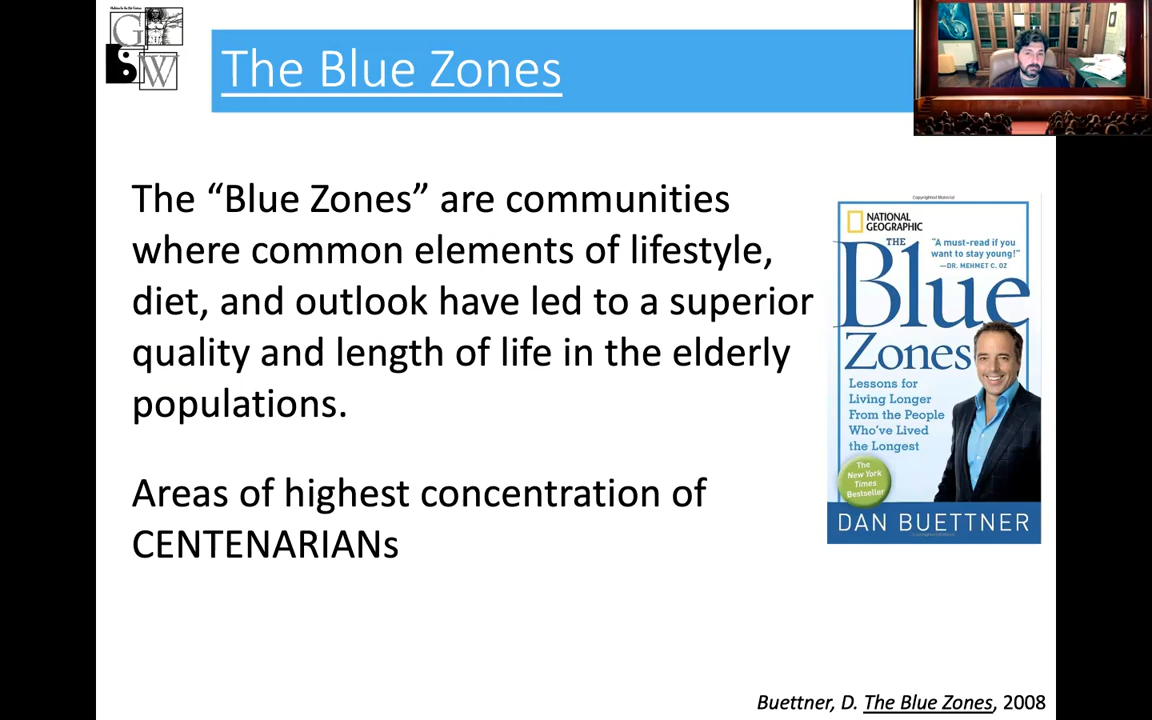 G
W
The Blue Zones
The “Blue Zones” are communities
where common elements of lifestyle,
diet, and outlook have led to a superior
quality and length of life in the elderly
populations.
Areas of highest concentration of
CENTENARIANs
Copyrighted Material
NATIONAL
GEOGRAPHIC
THE
“A must-read if you
want to stay young!”
—DR. MEHMET C. OZ
Blue
Zones
Lessons for
Living Longer
From the People
Who’ve Lived
the Longest
The
New York
Times
Bestseller
DAN BUETTNER
Buettner, D. The Blue Zones, 2008